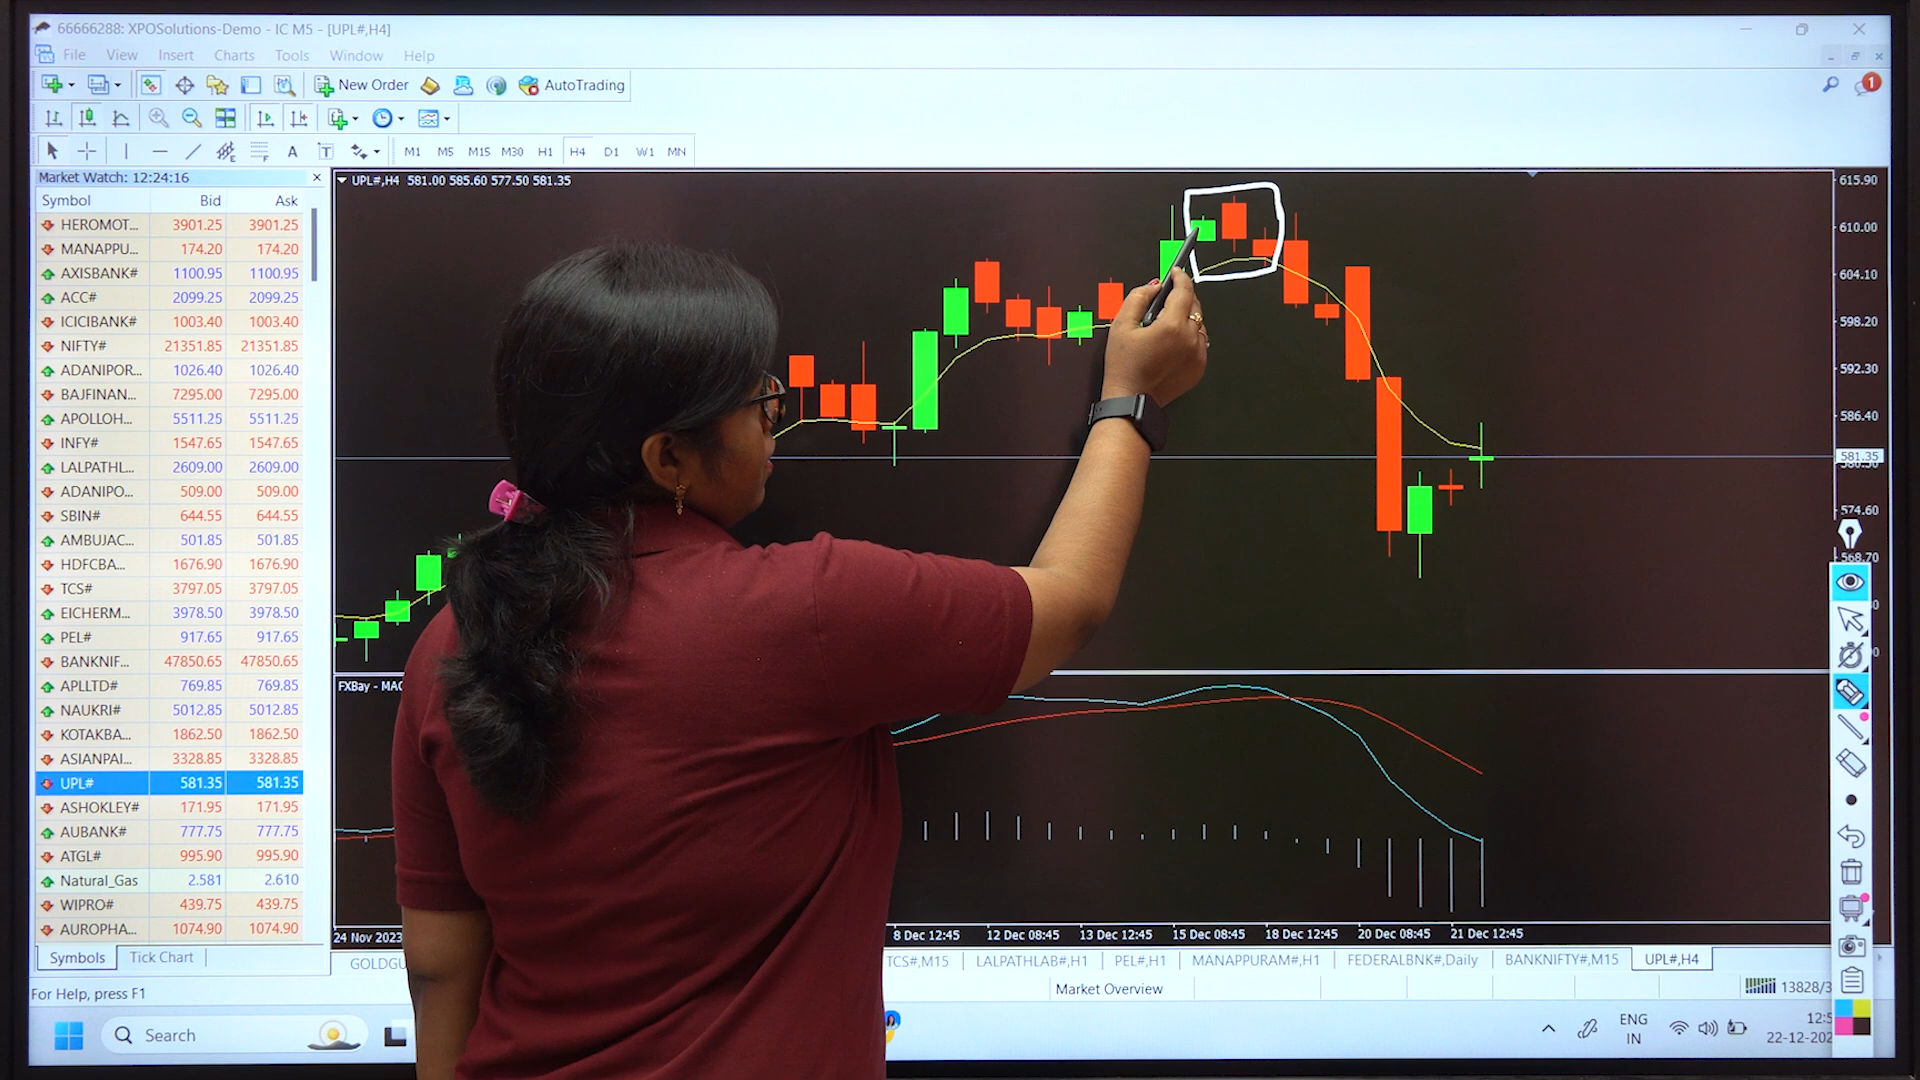 66666288: XPOSolutions-Demo - IC M5 - [UPL#,H4]
File View Insert Charts Tools Window Help
New Order AutoTrading 1
A T M1 M5 M15 M30 H1 H4 D1 W1 MN
Market Watch: 12:24:16
Symbol Bid Ask
HEROMOT... 3901.25 3901.25
MANAPPU... 174.20 174.20
AXISBANK# 1100.95 1100.95
ACC# 2099.25 2099.25
ICICIBANK# 1003.40 1003.40
NIFTY# 21351.85 21351.85
ADANIPOR... 1026.40 1026.40
BAJFINAN... 7295.00 7295.00
APOLLOH... 5511.25 5511.25
INFY# 1547.65 1547.65
LALPATHL... 2609.00 2609.00
ADANIPO... 509.00 509.00
SBIN# 644.55 644.55
AMBUJAC... 501.85 501.85
HDFCBA... 1676.90 1676.90
TCS# 3797.05 3797.05
EICHERM... 3978.50 3978.50
PEL# 917.65 917.65
BANKNIF... 47850.65 47850.65
APLLTD# 769.85 769.85
NAUKRI# 5012.85 5012.85
KOTAKBA... 1862.50 1862.50
ASIANPAI... 3328.85 3328.85
UPL# 581.35 581.35
ASHOKLEY# 171.95 171.95
AUBANK# 777.75 777.75
ATGL# 995.90 995.90
Natural_Gas 2.581 2.610
WIPRO# 439.75 439.75
AUROPHA... 1074.90 1074.90
Symbols Tick Chart
UPL#,H4 581.00 585.60 577.50 581.35
615.90
610.00
604.10
598.20
592.30
586.40
581.35
574.60
568.70
FXBay - MAC
24 Nov 2023 8 Dec 12:45 12 Dec 08:45 13 Dec 12:45 15 Dec 08:45 18 Dec 12:45 20 Dec 08:45 21 Dec 12:45
GOLDGU TCS#,M15 LALPATHLAB#,H1 PEL#,H1 MANAPPURAM#,H1 FEDERALBNK#,Daily BANKNIFTY#,M15 UPL#,H4
For Help, press F1 Market Overview 13828/3
Search ENG
IN
12:5
22-12-202